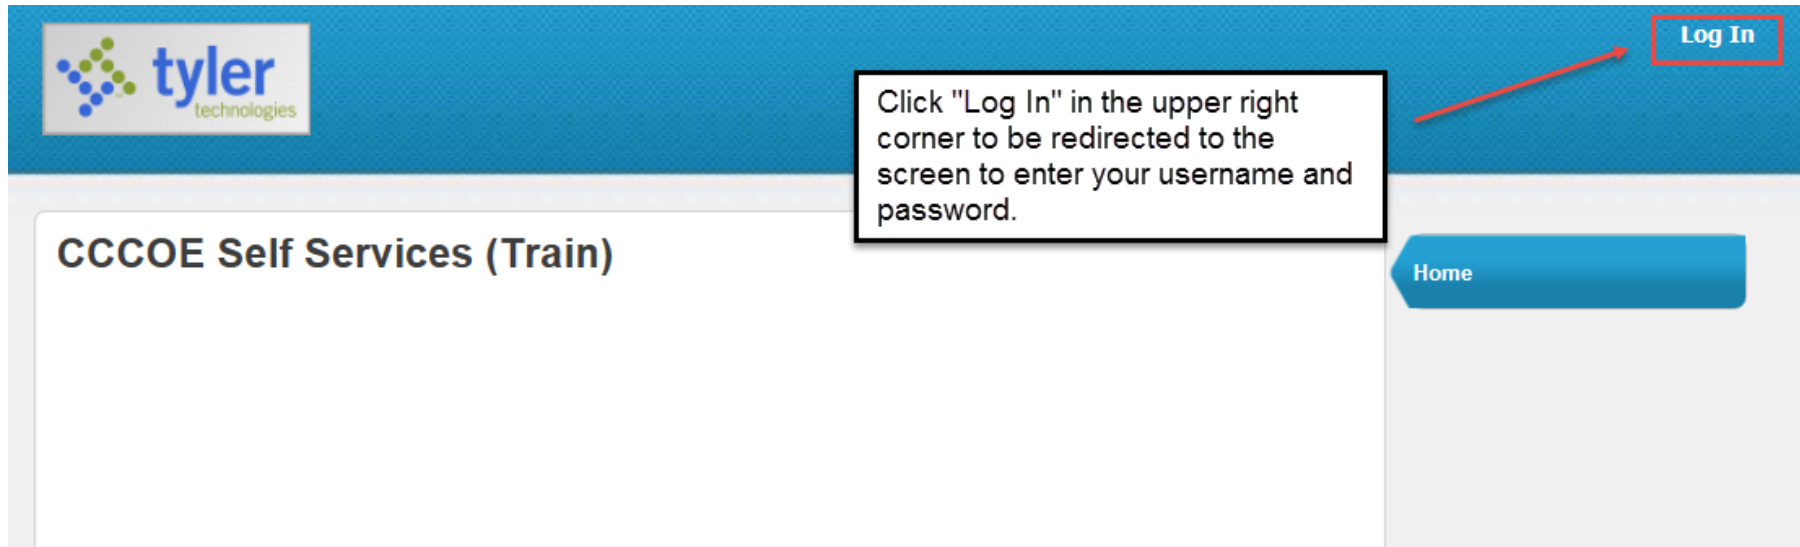 tyler
technologies
Log In
Click "Log In" in the upper right
corner to be redirected to the
screen to enter your username and
password.
CCCOE Self Services (Train)
Home